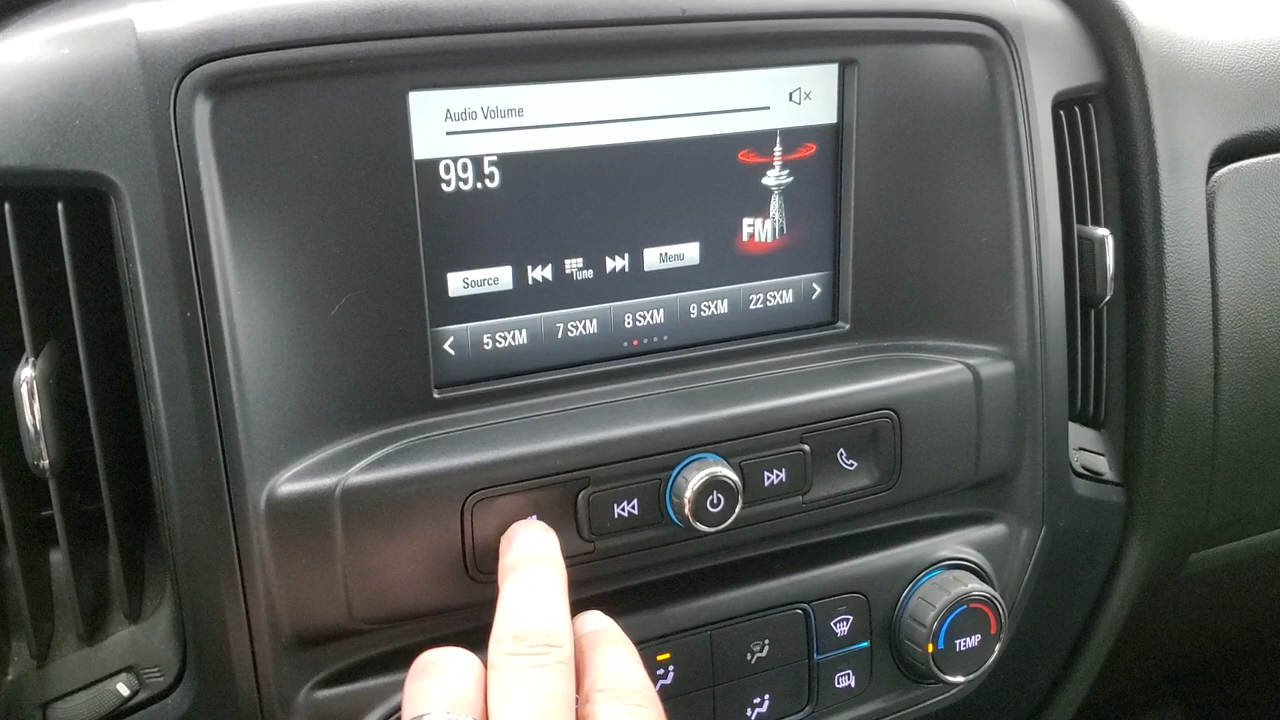 Audio Volume
99.5
FM
Source
Tune
Menu
5 SXM
7 SXM
8 SXM
9 SXM
22 SXM
TEMP